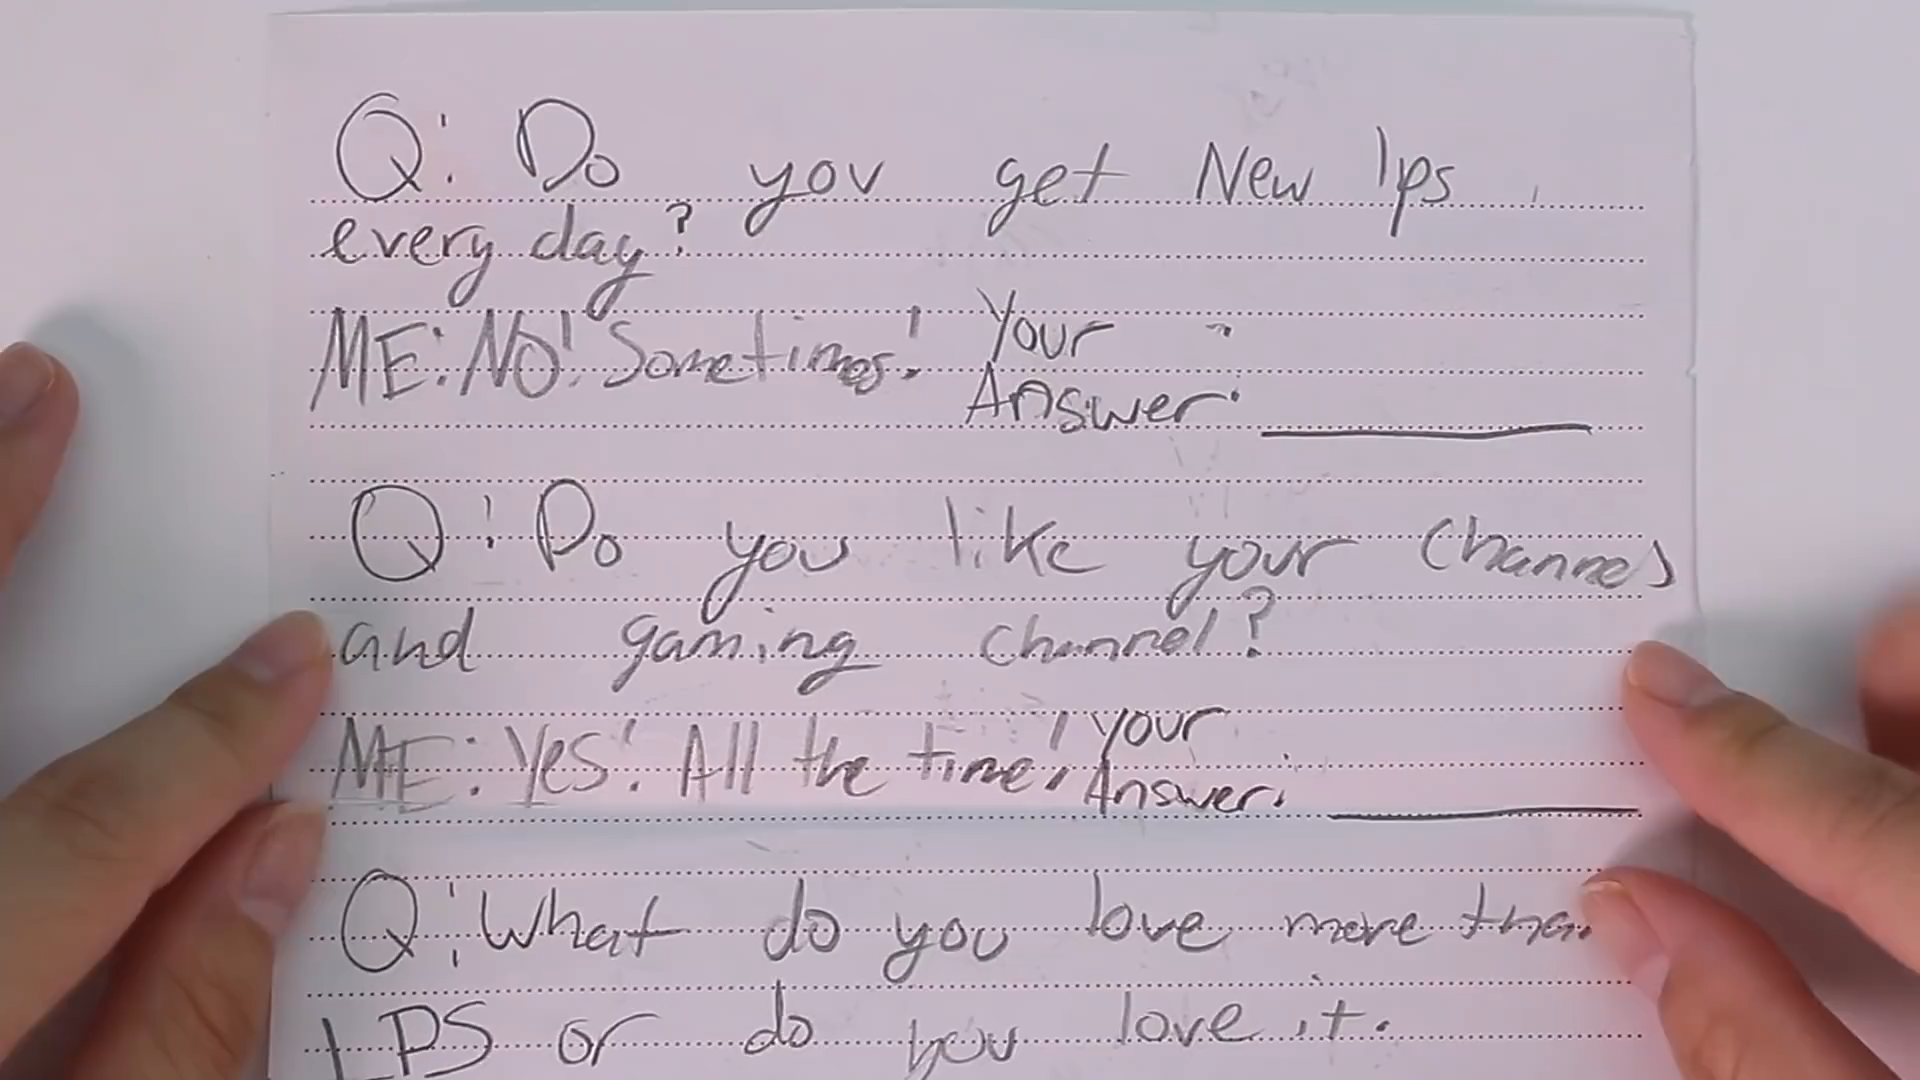 Q: Do you get New lps
every day?
ME: NO! Sometimes! Your
Answer: ______
Q: Do you like your Channel
and gaming channel?
ME: Yes! All the time! your
Answer: ______
Q: What do you love more than
LPS or do you love it.